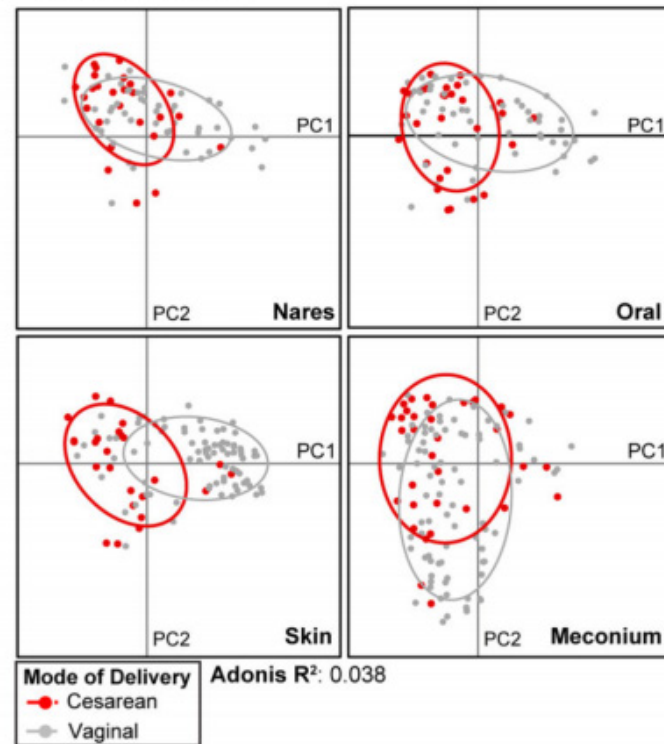 PC1
PC2
Nares
PC1
PC2
Oral
PC1
PC2
Skin
PC1
PC2
Meconium
Mode of Delivery
Cesarean
Vaginal
Adonis R²: 0.038